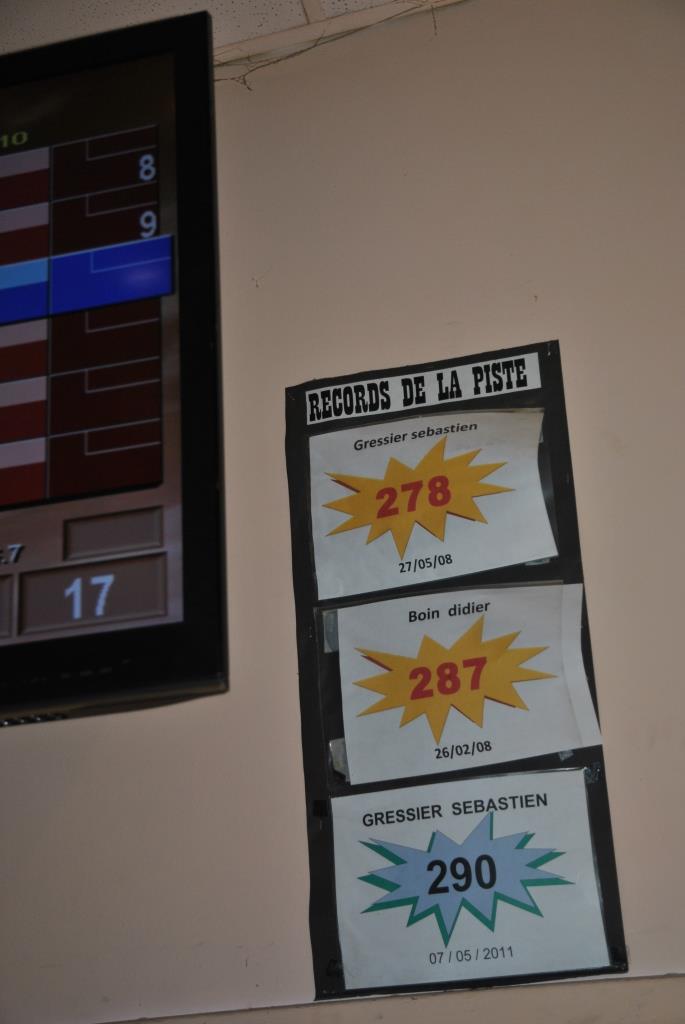 10
8
9
.7
17
RECORDS DE LA PISTE
Gressier sebastien
278
27/05/08
Boin didier
287
26/02/08
GRESSIER SEBASTIEN
290
07 / 05 / 2011